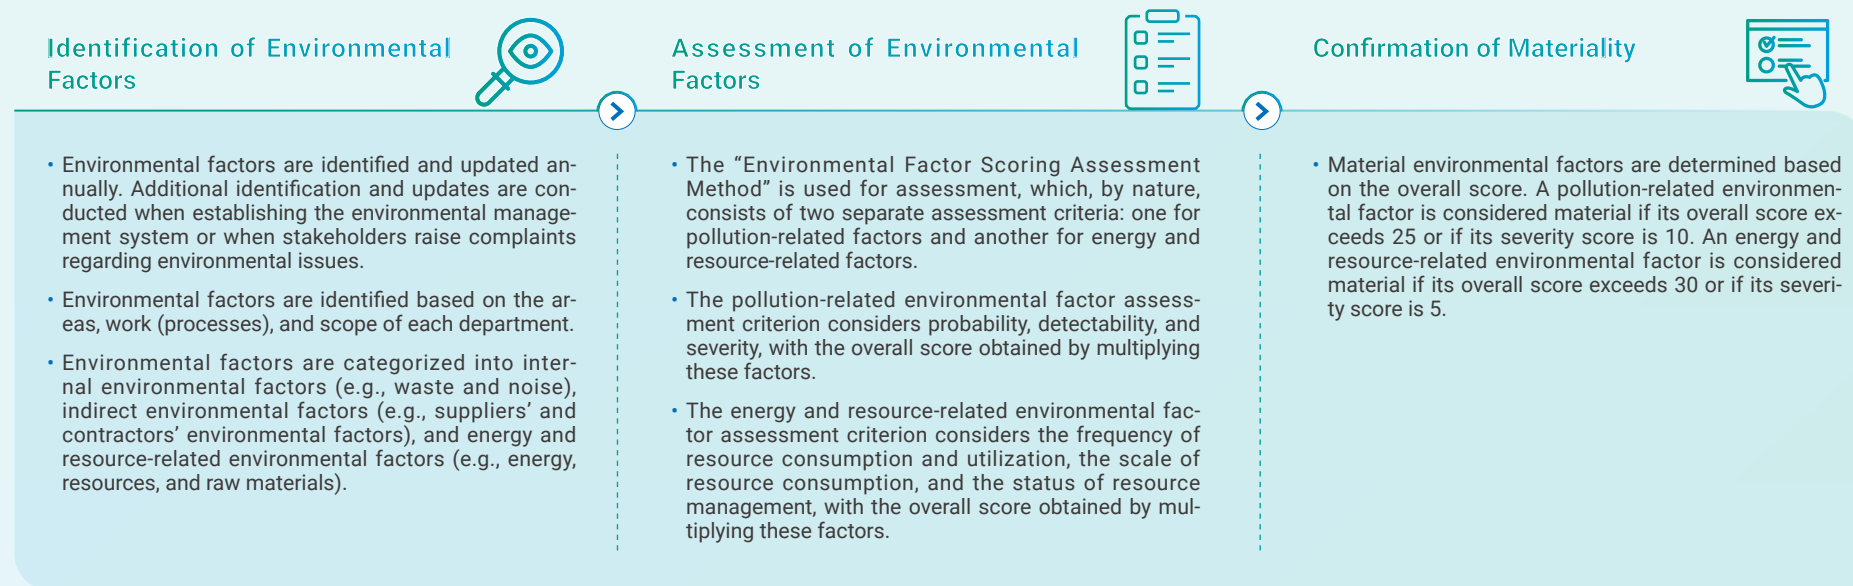 Identification of Environmental
Factors
Environmental factors are identified and updated an-
nually. Additional identification and updates are con-
ducted when establishing the environmental manage-
ment system or when stakeholders raise complaints
regarding environmental issues.
Environmental factors are identified based on the ar-
eas, work (processes), and scope of each department.
Environmental factors are categorized into inter-
nal environmental factors (e.g., waste and noise),
indirect environmental factors (e.g., suppliers’ and
contractors’ environmental factors), and energy and
resource-related environmental factors (e.g., energy,
resources, and raw materials).
Assessment of Environmental
Factors
The “Environmental Factor Scoring Assessment
Method” is used for assessment, which, by nature,
consists of two separate assessment criteria: one for
pollution-related factors and another for energy and
resource-related factors.
The pollution-related environmental factor assess-
ment criterion considers probability, detectability, and
severity, with the overall score obtained by multiplying
these factors.
The energy and resource-related environmental fac-
tor assessment criterion considers the frequency of
resource consumption and utilization, the scale of
resource consumption, and the status of resource
management, with the overall score obtained by mul-
tiplying these factors.
Confirmation of Materiality
Material environmental factors are determined based
on the overall score. A pollution-related environmen-
tal factor is considered material if its overall score ex-
ceeds 25 or if its severity score is 10. An energy and
resource-related environmental factor is considered
material if its overall score exceeds 30 or if its severi-
ty score is 5.